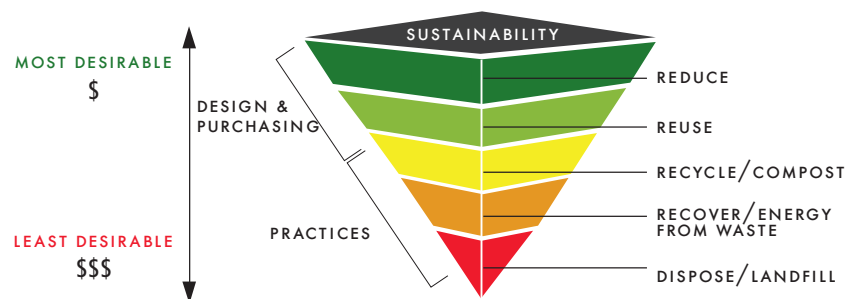 SUSTAINABILITY
MOST DESIRABLE
$
DESIGN &
PURCHASING
REDUCE
REUSE
RECYCLE/COMPOST
RECOVER/ENERGY
FROM WASTE
PRACTICES
LEAST DESIRABLE
$$$
DISPOSE/LANDFILL